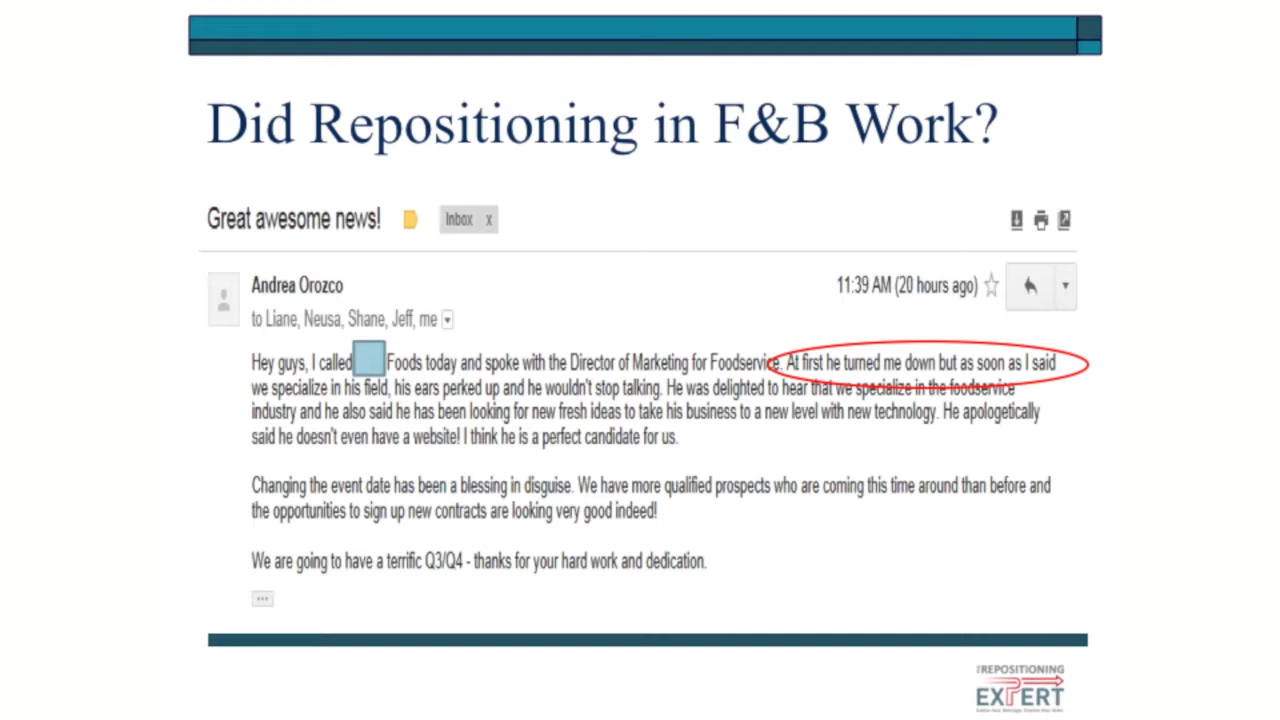 Did Repositioning in F&B Work?
Great awesome news!
Inbox x
Andrea Orozco
11:39 AM (20 hours ago)
to Liane, Neusa, Shane, Jeff, me
Hey guys, I called Foods today and spoke with the Director of Marketing for Foodservice. At first he turned me down but as soon as I said
we specialize in his field, his ears perked up and he wouldn't stop talking. He was delighted to hear that we specialize in the foodservice
industry and he also said he has been looking for new fresh ideas to take his business to a new level with new technology. He apologetically
said he doesn't even have a website! I think he is a perfect candidate for us.
Changing the event date has been a blessing in disguise. We have more qualified prospects who are coming this time around than before and
the opportunities to sign up new contracts are looking very good indeed!
We are going to have a terrific Q3/Q4 - thanks for your hard work and dedication.
THE REPOSITIONING
EXPERT